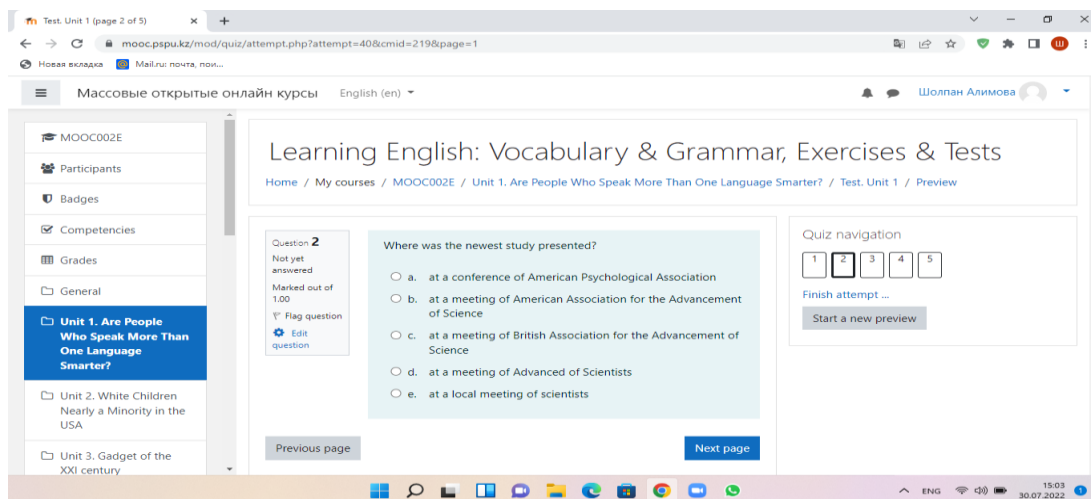 Test. Unit 1 (page 2 of 5)
mooc.pspu.kz/mod/quiz/attempt.php?attempt=40&cmid=219&page=1
Новая вкладка
Mail.ru: почта, пои...
Массовые открытые онлайн курсы
English (en)
Шолпан Алимова
MOOC002E
Participants
Badges
Competencies
Grades
General
Unit 1. Are People
Who Speak More Than
One Language
Smarter?
Unit 2. White Children
Nearly a Minority in the
USA
Unit 3. Gadget of the
XXI century
Learning English: Vocabulary & Grammar, Exercises & Tests
Home / My courses / MOOC002E / Unit 1. Are People Who Speak More Than One Language Smarter? / Test. Unit 1 / Preview
Question 2
Not yet
answered
Marked out of
1.00
Flag question
Edit
question
Where was the newest study presented?
a. at a conference of American Psychological Association
b. at a meeting of American Association for the Advancement
of Science
c. at a meeting of British Association for the Advancement of
Science
d. at a meeting of Advanced of Scientists
e. at a local meeting of scientists
Previous page
Next page
Quiz navigation
1 2 3 4 5
Finish attempt ...
Start a new preview
ENG
15:03
30.07.2022